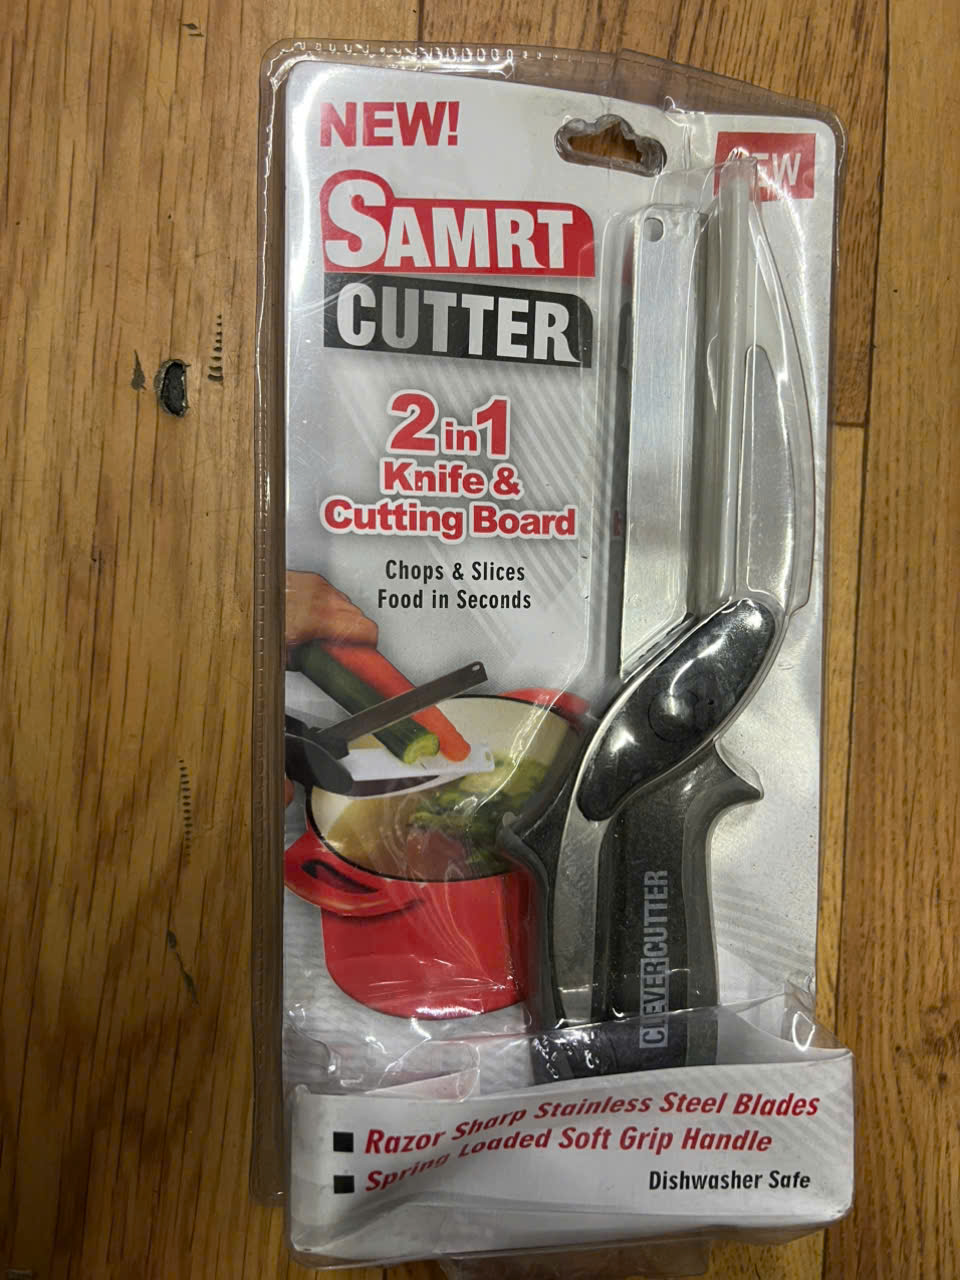 NEW!
NEW
SAMRT
CUTTER
2 in 1
Knife &
Cutting Board
Chops & Slices
Food in Seconds
CLEVERCUTTER
Razor Sharp Stainless Steel Blades
Spring Loaded Soft Grip Handle
Dishwasher Safe